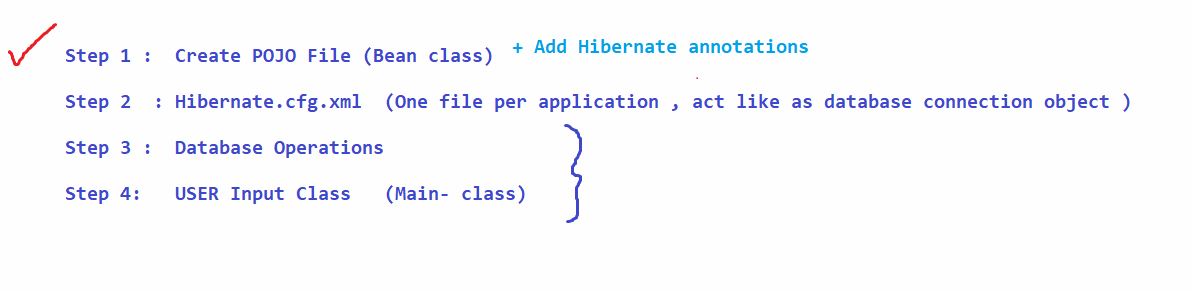 Step 1 : Create POJO File (Bean class) + Add Hibernate annotations
Step 2 : Hibernate.cfg.xml (One file per application , act like as database connection object )
Step 3 : Database Operations
Step 4: USER Input Class (Main- class)